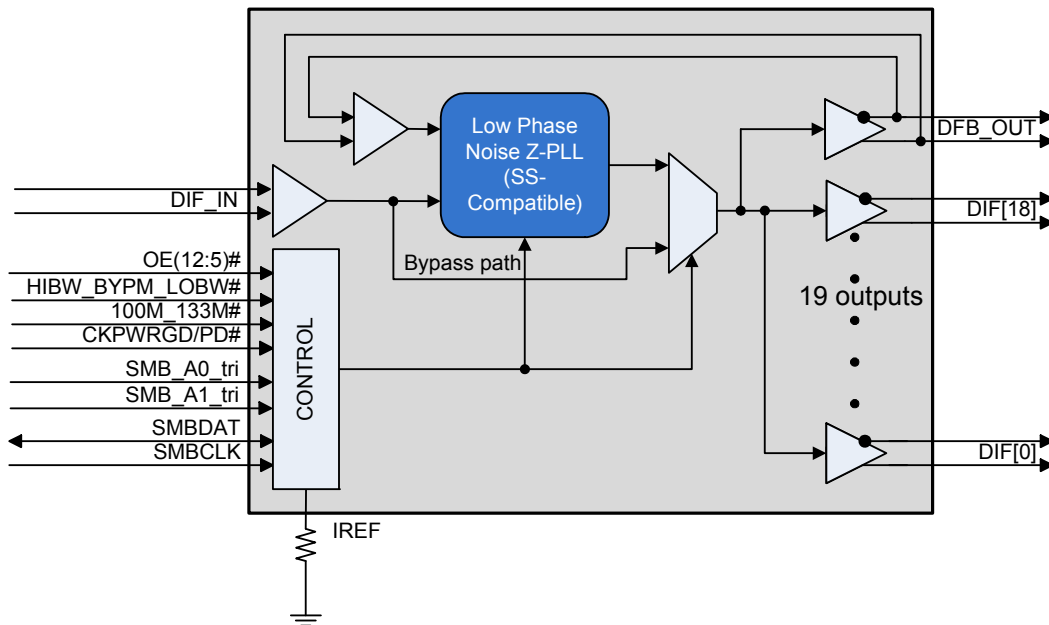 Low Phase
Noise Z-PLL
(SS-
Compatible)
DFB_OUT
DIF_IN
DIF[18]
OE(12:5)#
Bypass path
HIBW_BYPM_LOBW#
19 outputs
100M_133M#
CKPWRGD/PD#
SMB_A0_tri
CONTROL
SMB_A1_tri
SMBDAT
SMBCLK
DIF[0]
IREF